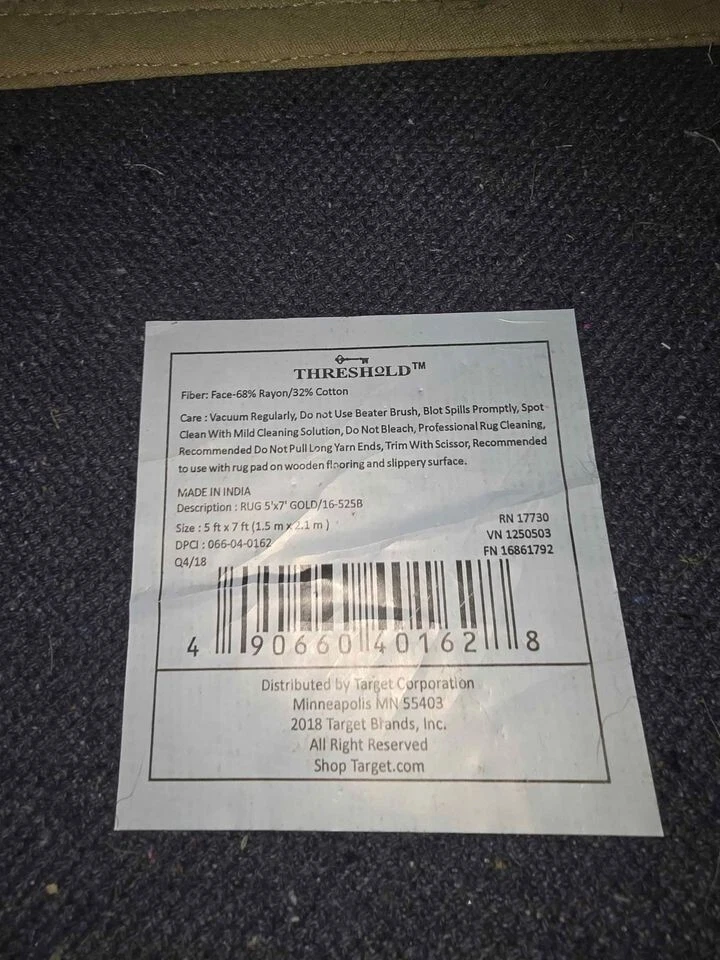 THRESHOLD™
Fiber: Face-68% Rayon/32% Cotton
Care : Vacuum Regularly, Do not Use Beater Brush, Blot Spills Promptly, Spot
Clean With Mild Cleaning Solution, Do Not Bleach, Professional Rug Cleaning,
Recommended Do Not Pull Long Yarn Ends, Trim With Scissor, Recommended
to use with rug pad on wooden flooring and slippery surface.
MADE IN INDIA
Description : RUG 5'x7' GOLD/16-525B
Size : 5 ft x 7 ft (1.5 m x 2.1 m )
DPCI : 066-04-0162
Q4/18
RN 17730
VN 1250503
FN 16861792
4 90660 40162 8
Distributed by Target Corporation
Minneapolis MN 55403
2018 Target Brands, Inc.
All Right Reserved
Shop Target.com